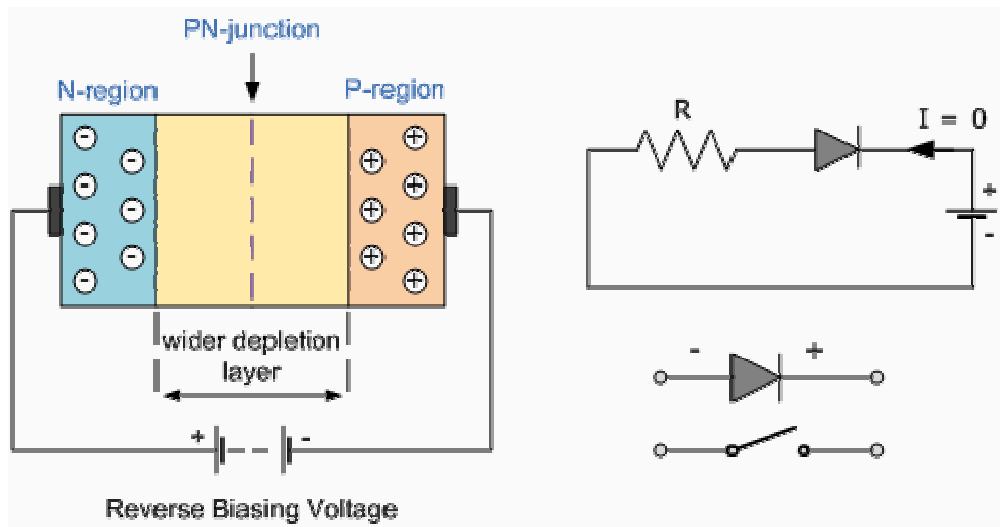 PN-junction
N-region
P-region
wider depletion
layer
+
-
Reverse Biasing Voltage
R
I = 0
+
-
-
+